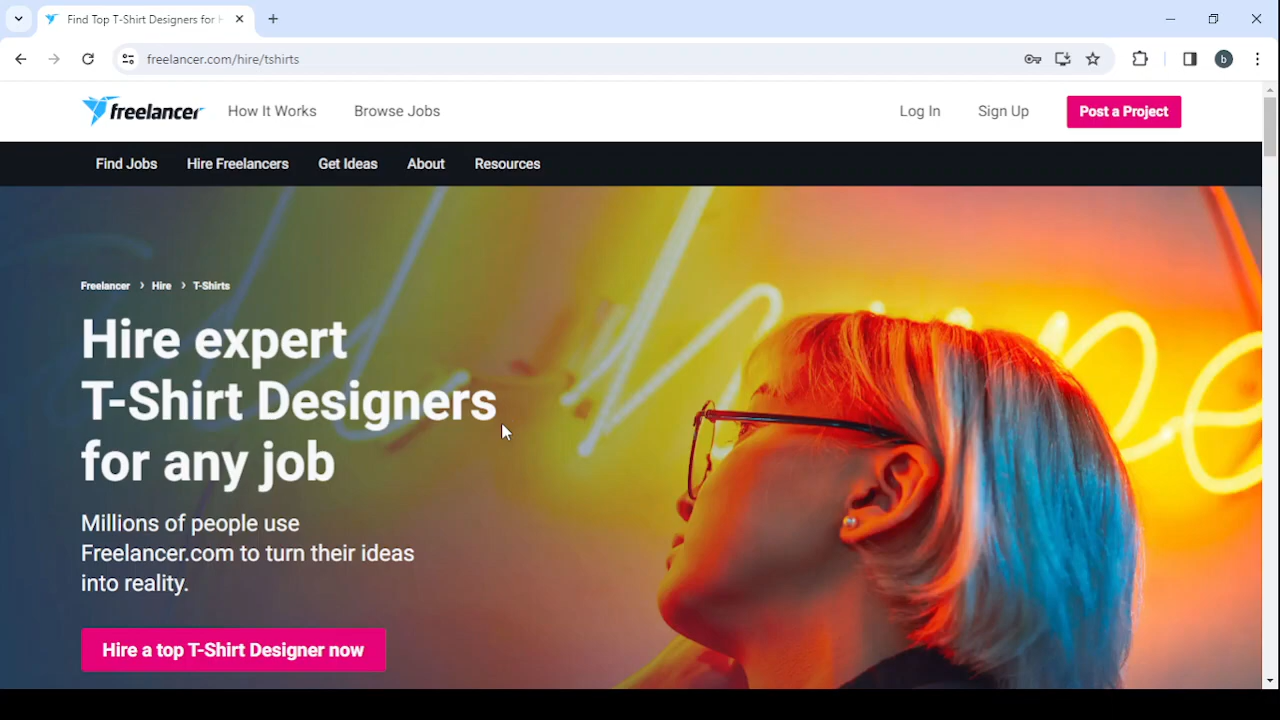 Find Top T-Shirt Designers for H
freelancer.com/hire/tshirts
b
freelancer
How It Works
Browse Jobs
Log In
Sign Up
Post a Project
Find Jobs
Hire Freelancers
Get Ideas
About
Resources
Freelancer › Hire › T-Shirts
Hire expert
T-Shirt Designers
for any job
Millions of people use
Freelancer.com to turn their ideas
into reality.
Hire a top T-Shirt Designer now